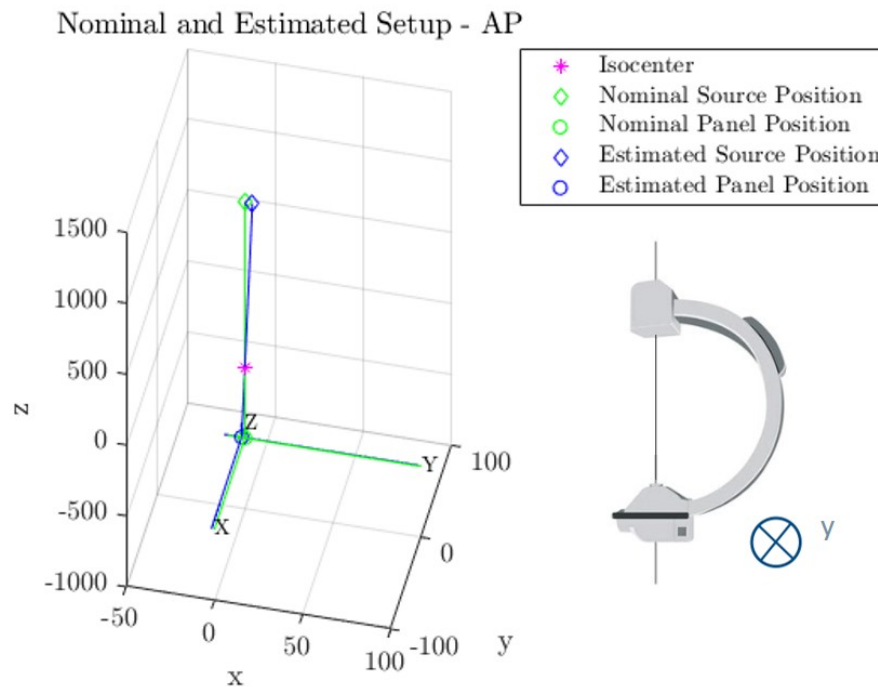 Nominal and Estimated Setup - AP
Isocenter
Nominal Source Position
Nominal Panel Position
Estimated Source Position
Estimated Panel Position
1500
1000
500
0
-500
-1000
z
Z
Y
X
100
0
-100
y
-50
0
50
100
x
y